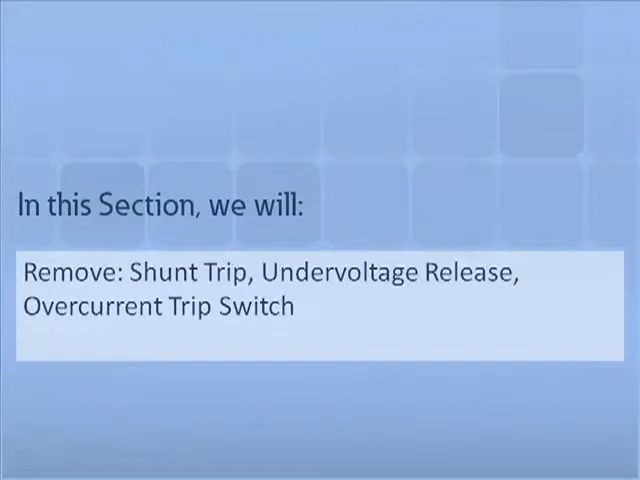 In this Section, we will:
Remove: Shunt Trip, Undervoltage Release,
Overcurrent Trip Switch